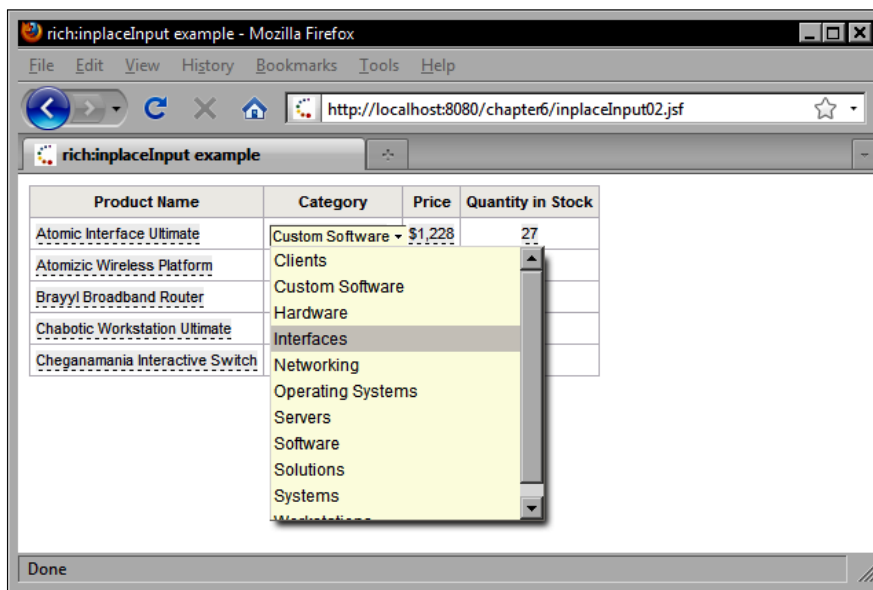 rich:inplaceInput example - Mozilla Firefox
File Edit View History Bookmarks Tools Help
http://localhost:8080/chapter6/inplaceInput02.jsf
rich:inplaceInput example
Product Name Category Price Quantity in Stock
Atomic Interface Ultimate Custom Software $1,228 27
Atomizic Wireless Platform
Brayyl Broadband Router
Chabotic Workstation Ultimate
Cheganamania Interactive Switch
Clients
Custom Software
Hardware
Interfaces
Networking
Operating Systems
Servers
Software
Solutions
Systems
Workstations
Done